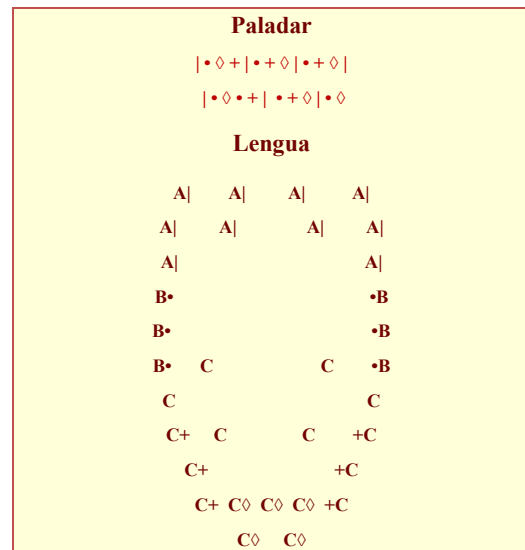 Paladar
| • ◊ + | • + ◊ | • + ◊ |
| • ◊ • + | • + ◊ | • ◊
Lengua
A| A| A| A|
A| A| A| A|
A| A|
B• •B
B• •B
B• C C •B
C C
C+ C C +C
C+ +C
C+ C◊ C◊ C◊ +C
C◊ C◊